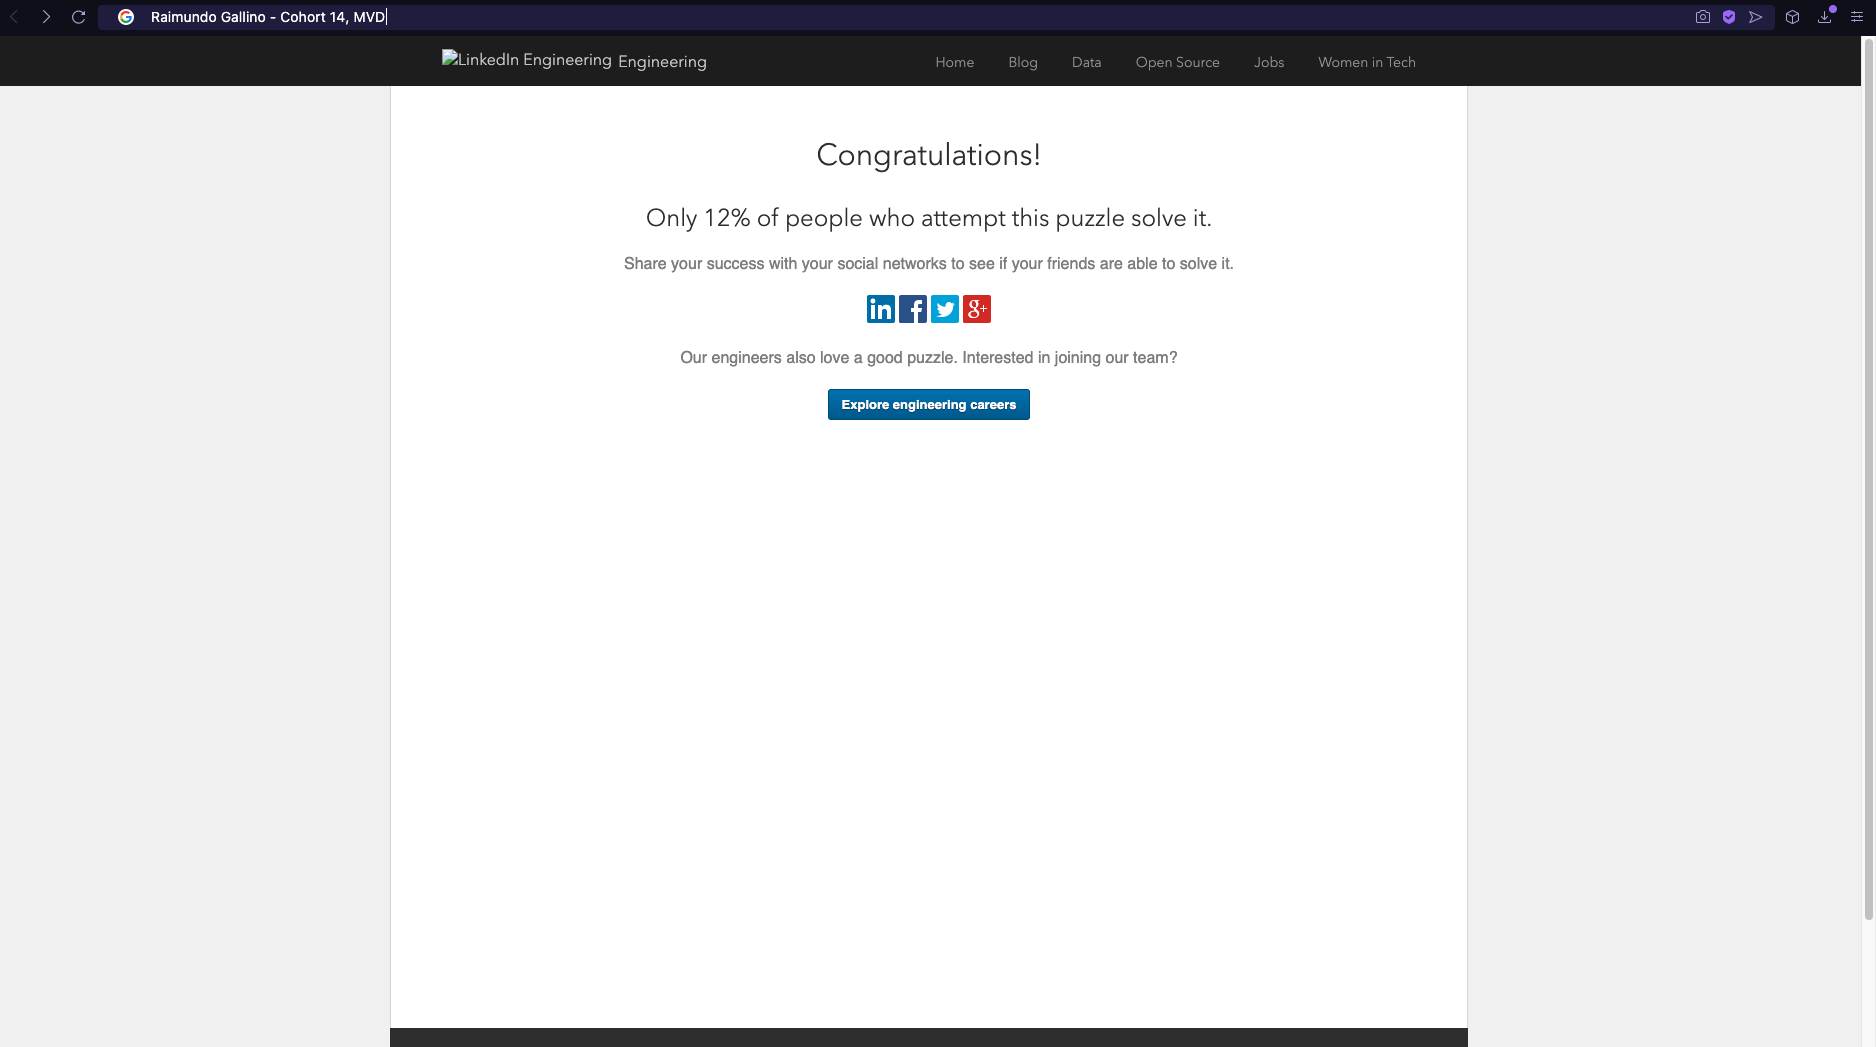 Raimundo Gallino - Cohort 14, MVD
LinkedIn Engineering Engineering
Home Blog Data Open Source Jobs Women in Tech
Congratulations!
Only 12% of people who attempt this puzzle solve it.
Share your success with your social networks to see if your friends are able to solve it.
in f g+
Our engineers also love a good puzzle. Interested in joining our team?
Explore engineering careers